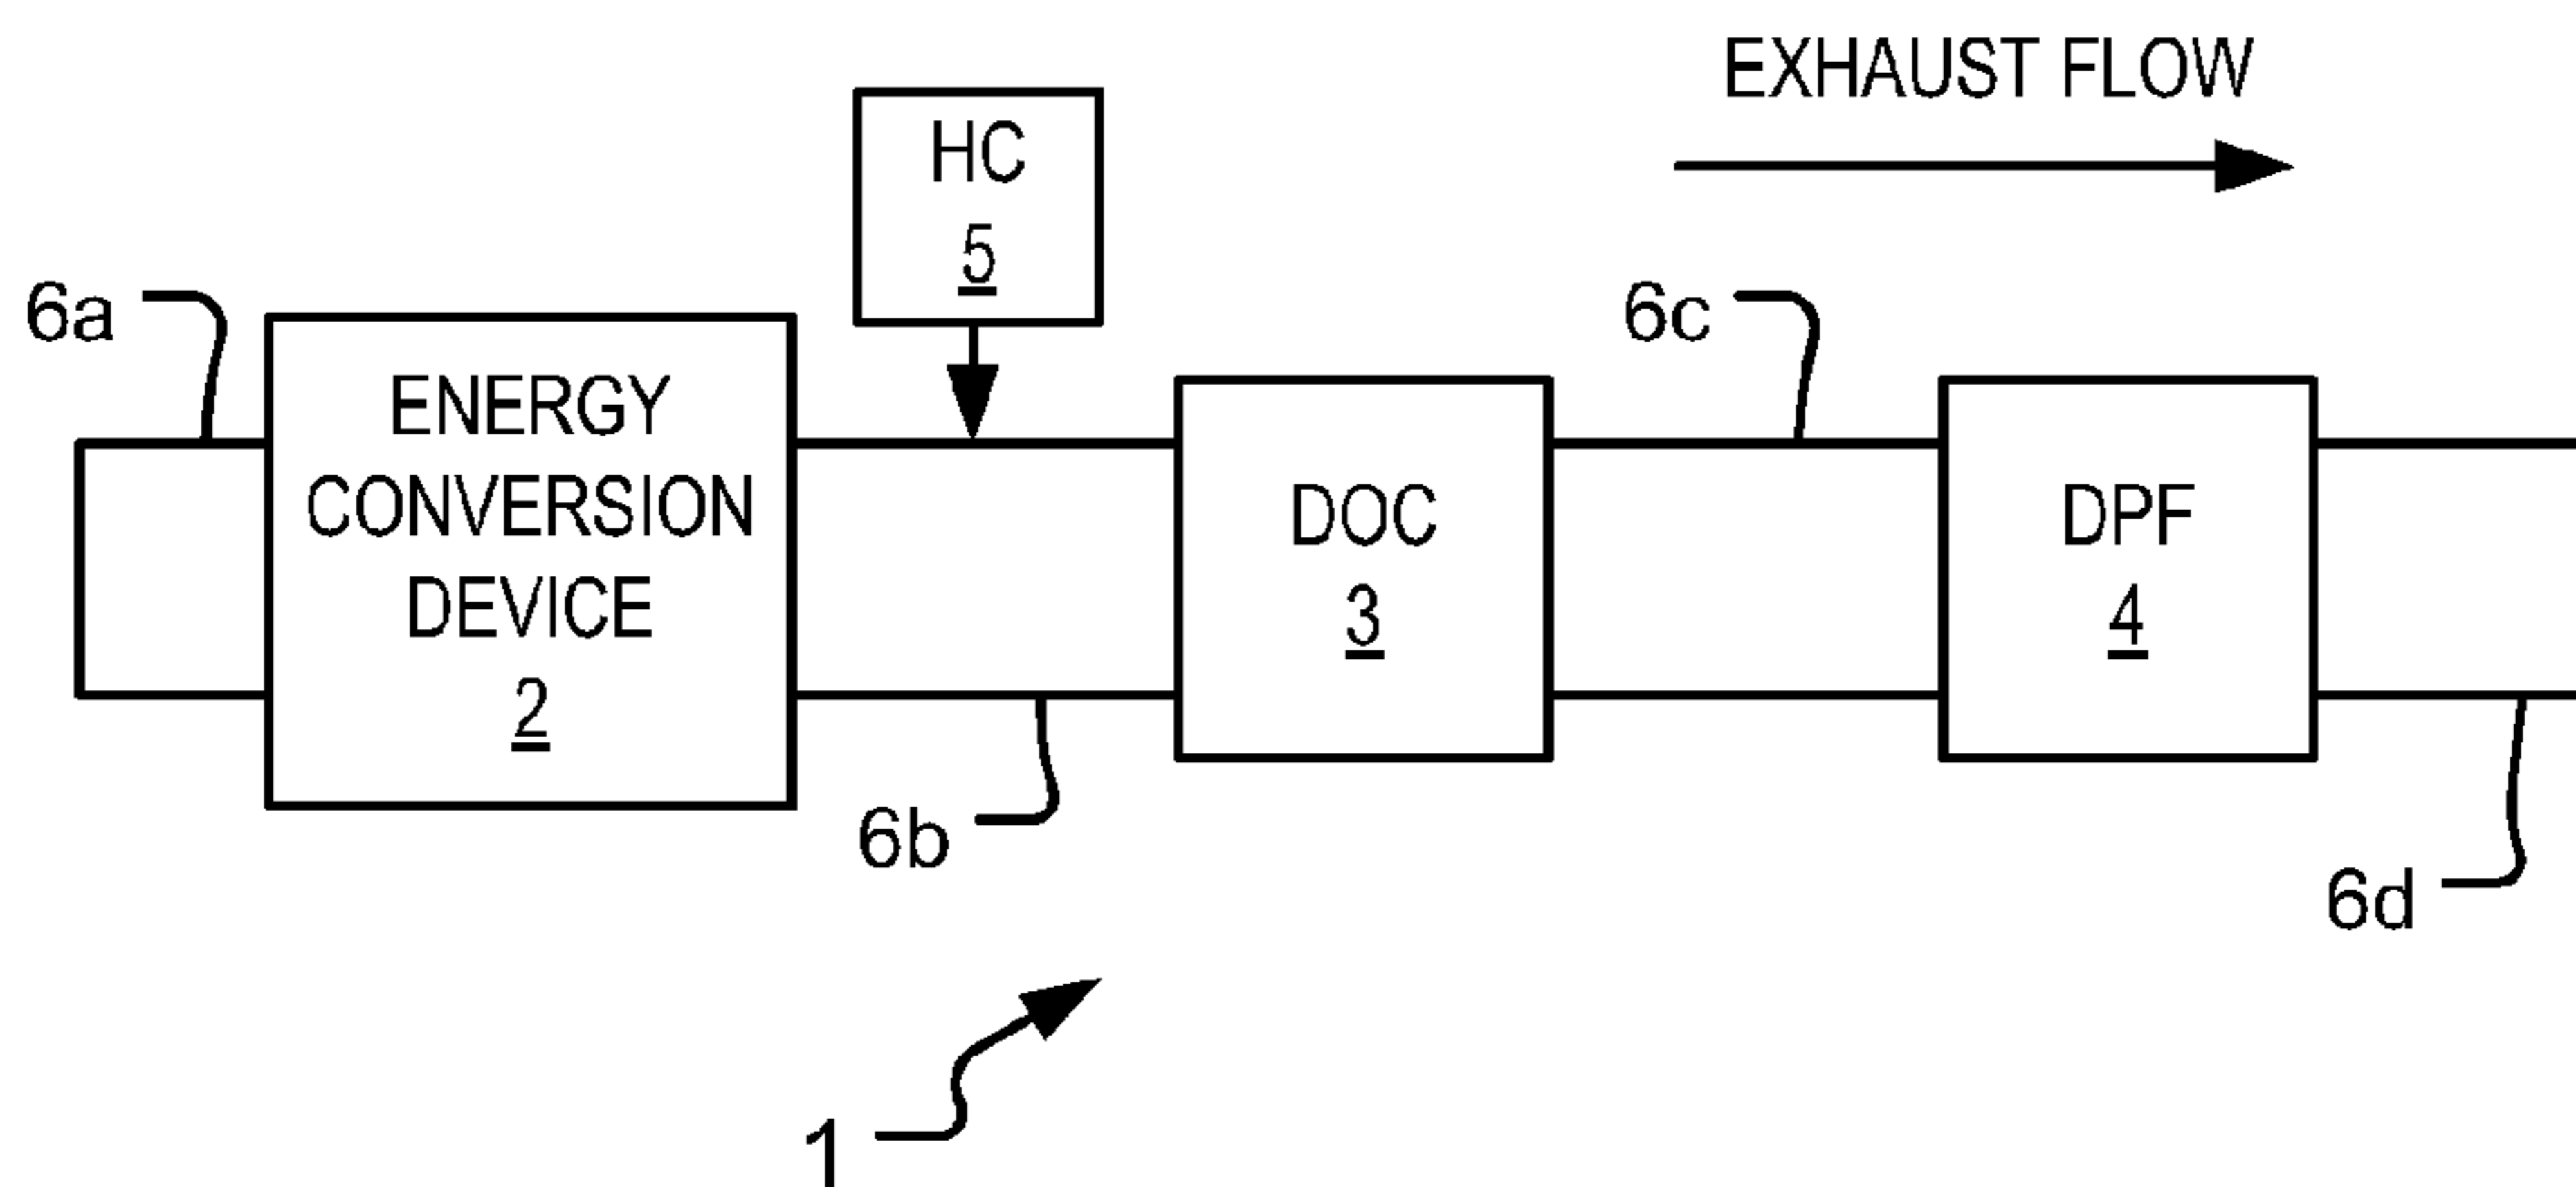 EXHAUST FLOW
HC
5
6a
6c
ENERGY
CONVERSION
DEVICE
2
DOC
3
DPF
4
6b
6d
1